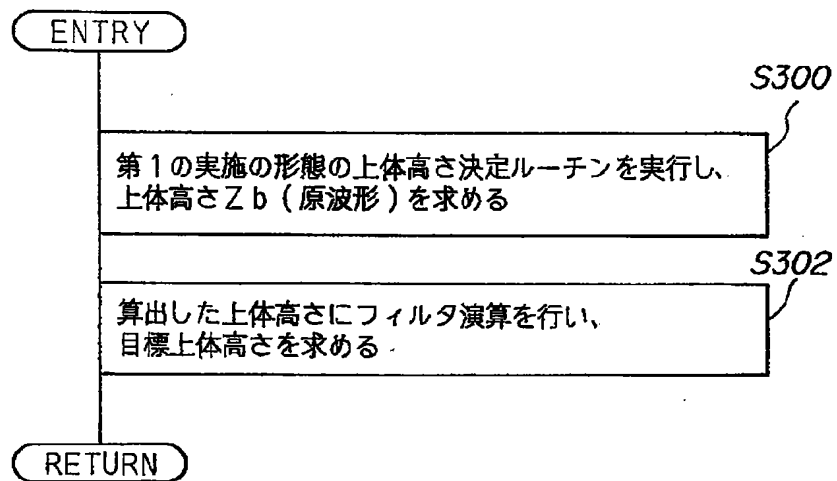 ENTRY
S300
第1の実施の形態の上体高さ決定ルーチンを実行し、
上体高さZb（原波形）を求める
S302
算出した上体高さにフィルタ演算を行い、
目標上体高さを求める
RETURN